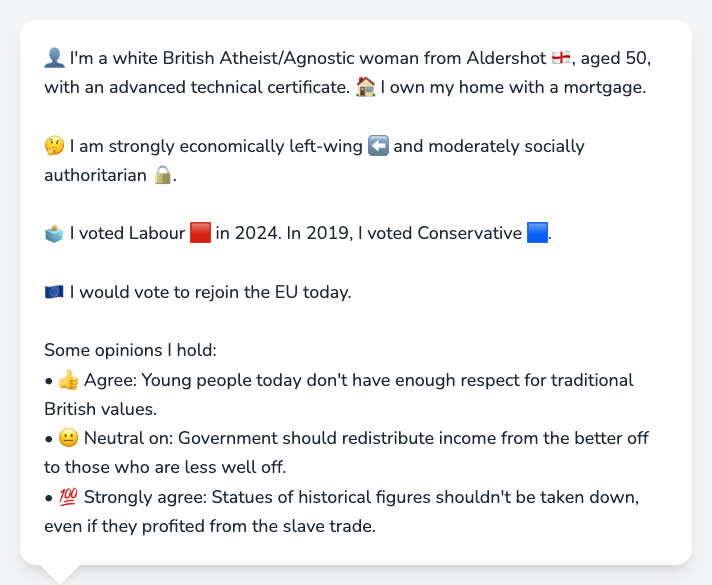 👤 I'm a white British Atheist/Agnostic woman from Aldershot 🏴󠁧󠁢󠁥󠁮󠁧󠁿, aged 50,
with an advanced technical certificate. 🏠 I own my home with a mortgage.
🤔 I am strongly economically left-wing ⬅️ and moderately socially
authoritarian 🔒.
🗳️ I voted Labour 🟥 in 2024. In 2019, I voted Conservative 🟦.
🇪🇺 I would vote to rejoin the EU today.
Some opinions I hold:
• 👍 Agree: Young people today don't have enough respect for traditional
British values.
• 😐 Neutral on: Government should redistribute income from the better off
to those who are less well off.
• 💯 Strongly agree: Statues of historical figures shouldn't be taken down,
even if they profited from the slave trade.